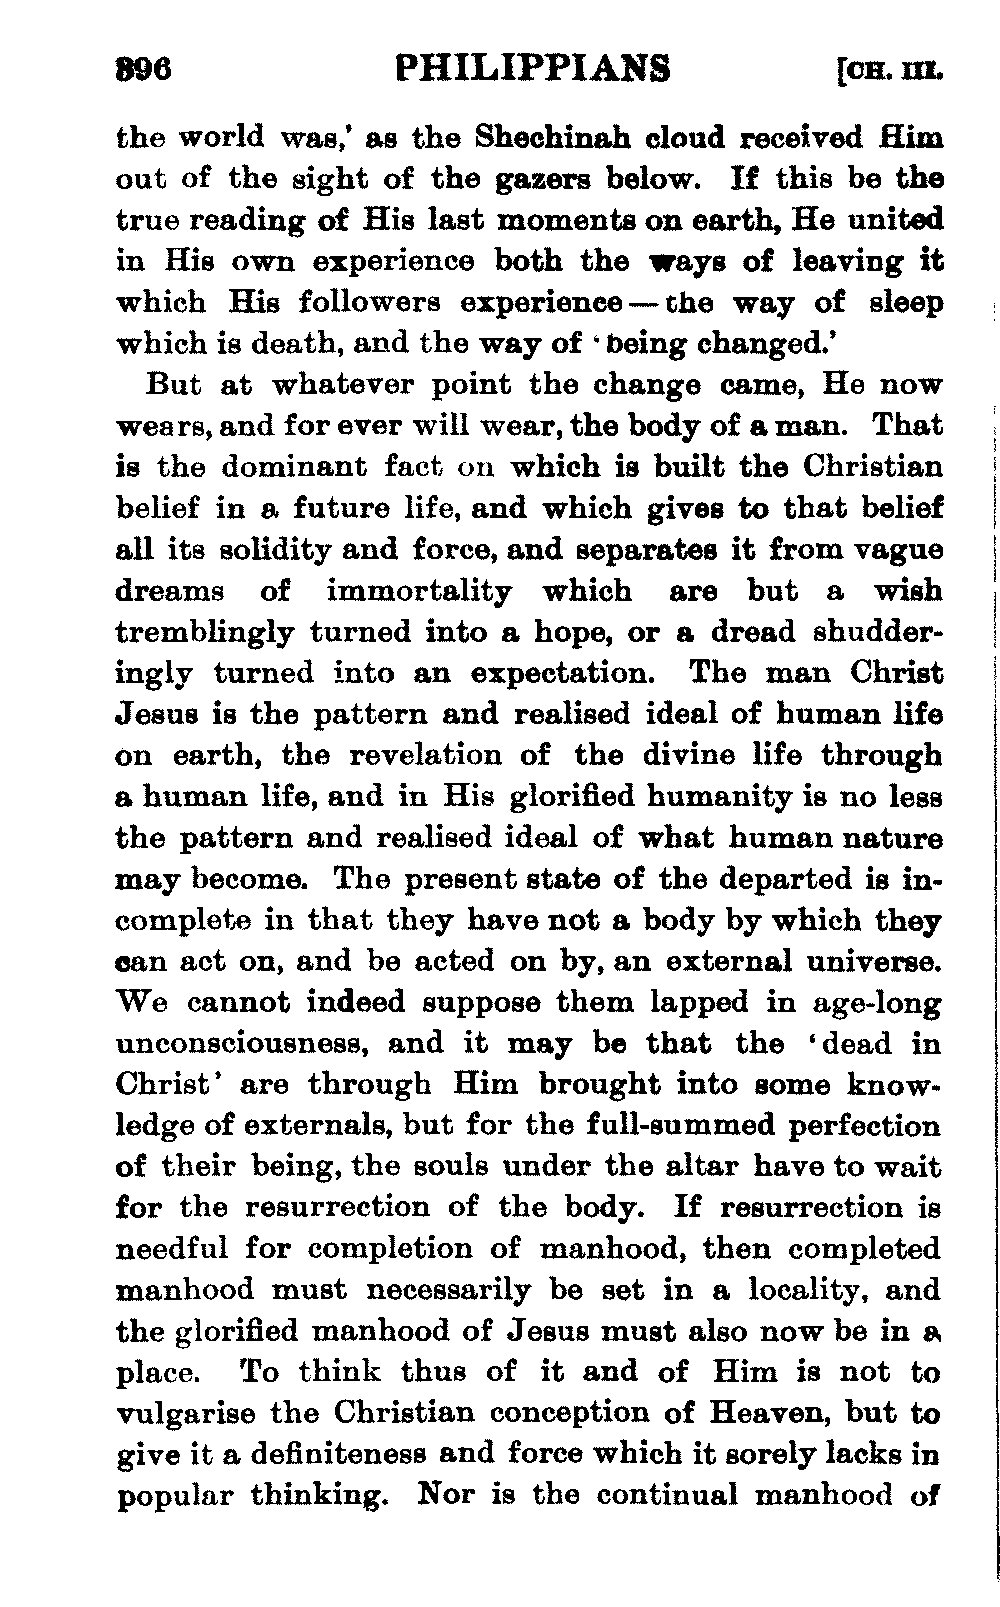 896 PHILIPPIANS [CH. III.
the world was,' as the Shechinah cloud received Him
out of the sight of the gazers below. If this be the
true reading of His last moments on earth, He united
in His own experience both the ways of leaving it
which His followers experience—the way of sleep
which is death, and the way of 'being changed.'
But at whatever point the change came, He now
wears, and for ever will wear, the body of a man. That
is the dominant fact on which is built the Christian
belief in a future life, and which gives to that belief
all its solidity and force, and separates it from vague
dreams of immortality which are but a wish
tremblingly turned into a hope, or a dread shudder-
ingly turned into an expectation. The man Christ
Jesus is the pattern and realised ideal of human life
on earth, the revelation of the divine life through
a human life, and in His glorified humanity is no less
the pattern and realised ideal of what human nature
may become. The present state of the departed is in-
complete in that they have not a body by which they
can act on, and be acted on by, an external universe.
We cannot indeed suppose them lapped in age-long
unconsciousness, and it may be that the 'dead in
Christ' are through Him brought into some know-
ledge of externals, but for the full-summed perfection
of their being, the souls under the altar have to wait
for the resurrection of the body. If resurrection is
needful for completion of manhood, then completed
manhood must necessarily be set in a locality, and
the glorified manhood of Jesus must also now be in a
place. To think thus of it and of Him is not to
vulgarise the Christian conception of Heaven, but to
give it a definiteness and force which it sorely lacks in
popular thinking. Nor is the continual manhood of